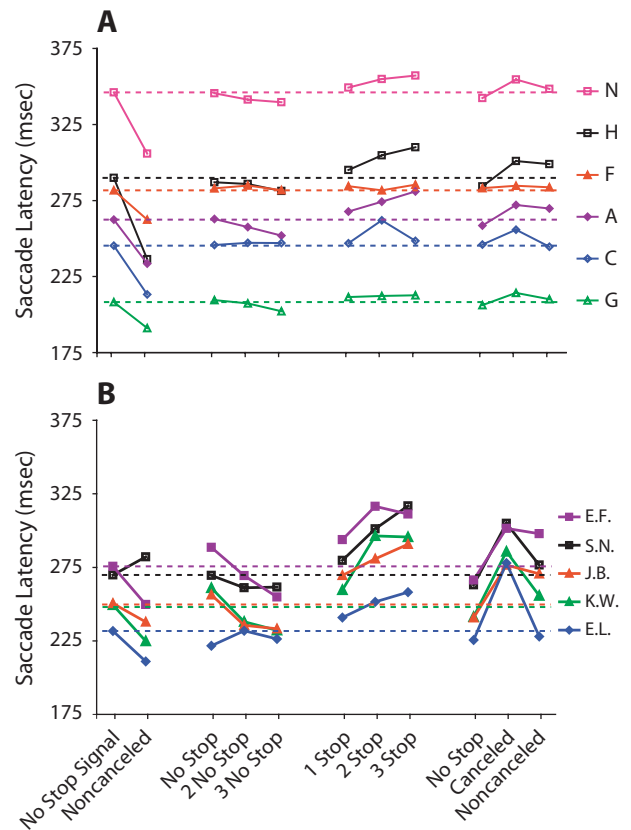 A
Saccade Latency (msec)
375
325
275
225
175
N
H
F
A
C
G
B
Saccade Latency (msec)
375
325
275
225
175
E.F.
S.N.
J.B.
K.W.
E.L.
No Stop Signal
Noncanceled
No Stop
2 No Stop
3 No Stop
1 Stop
2 Stop
3 Stop
No Stop
Canceled
Noncanceled